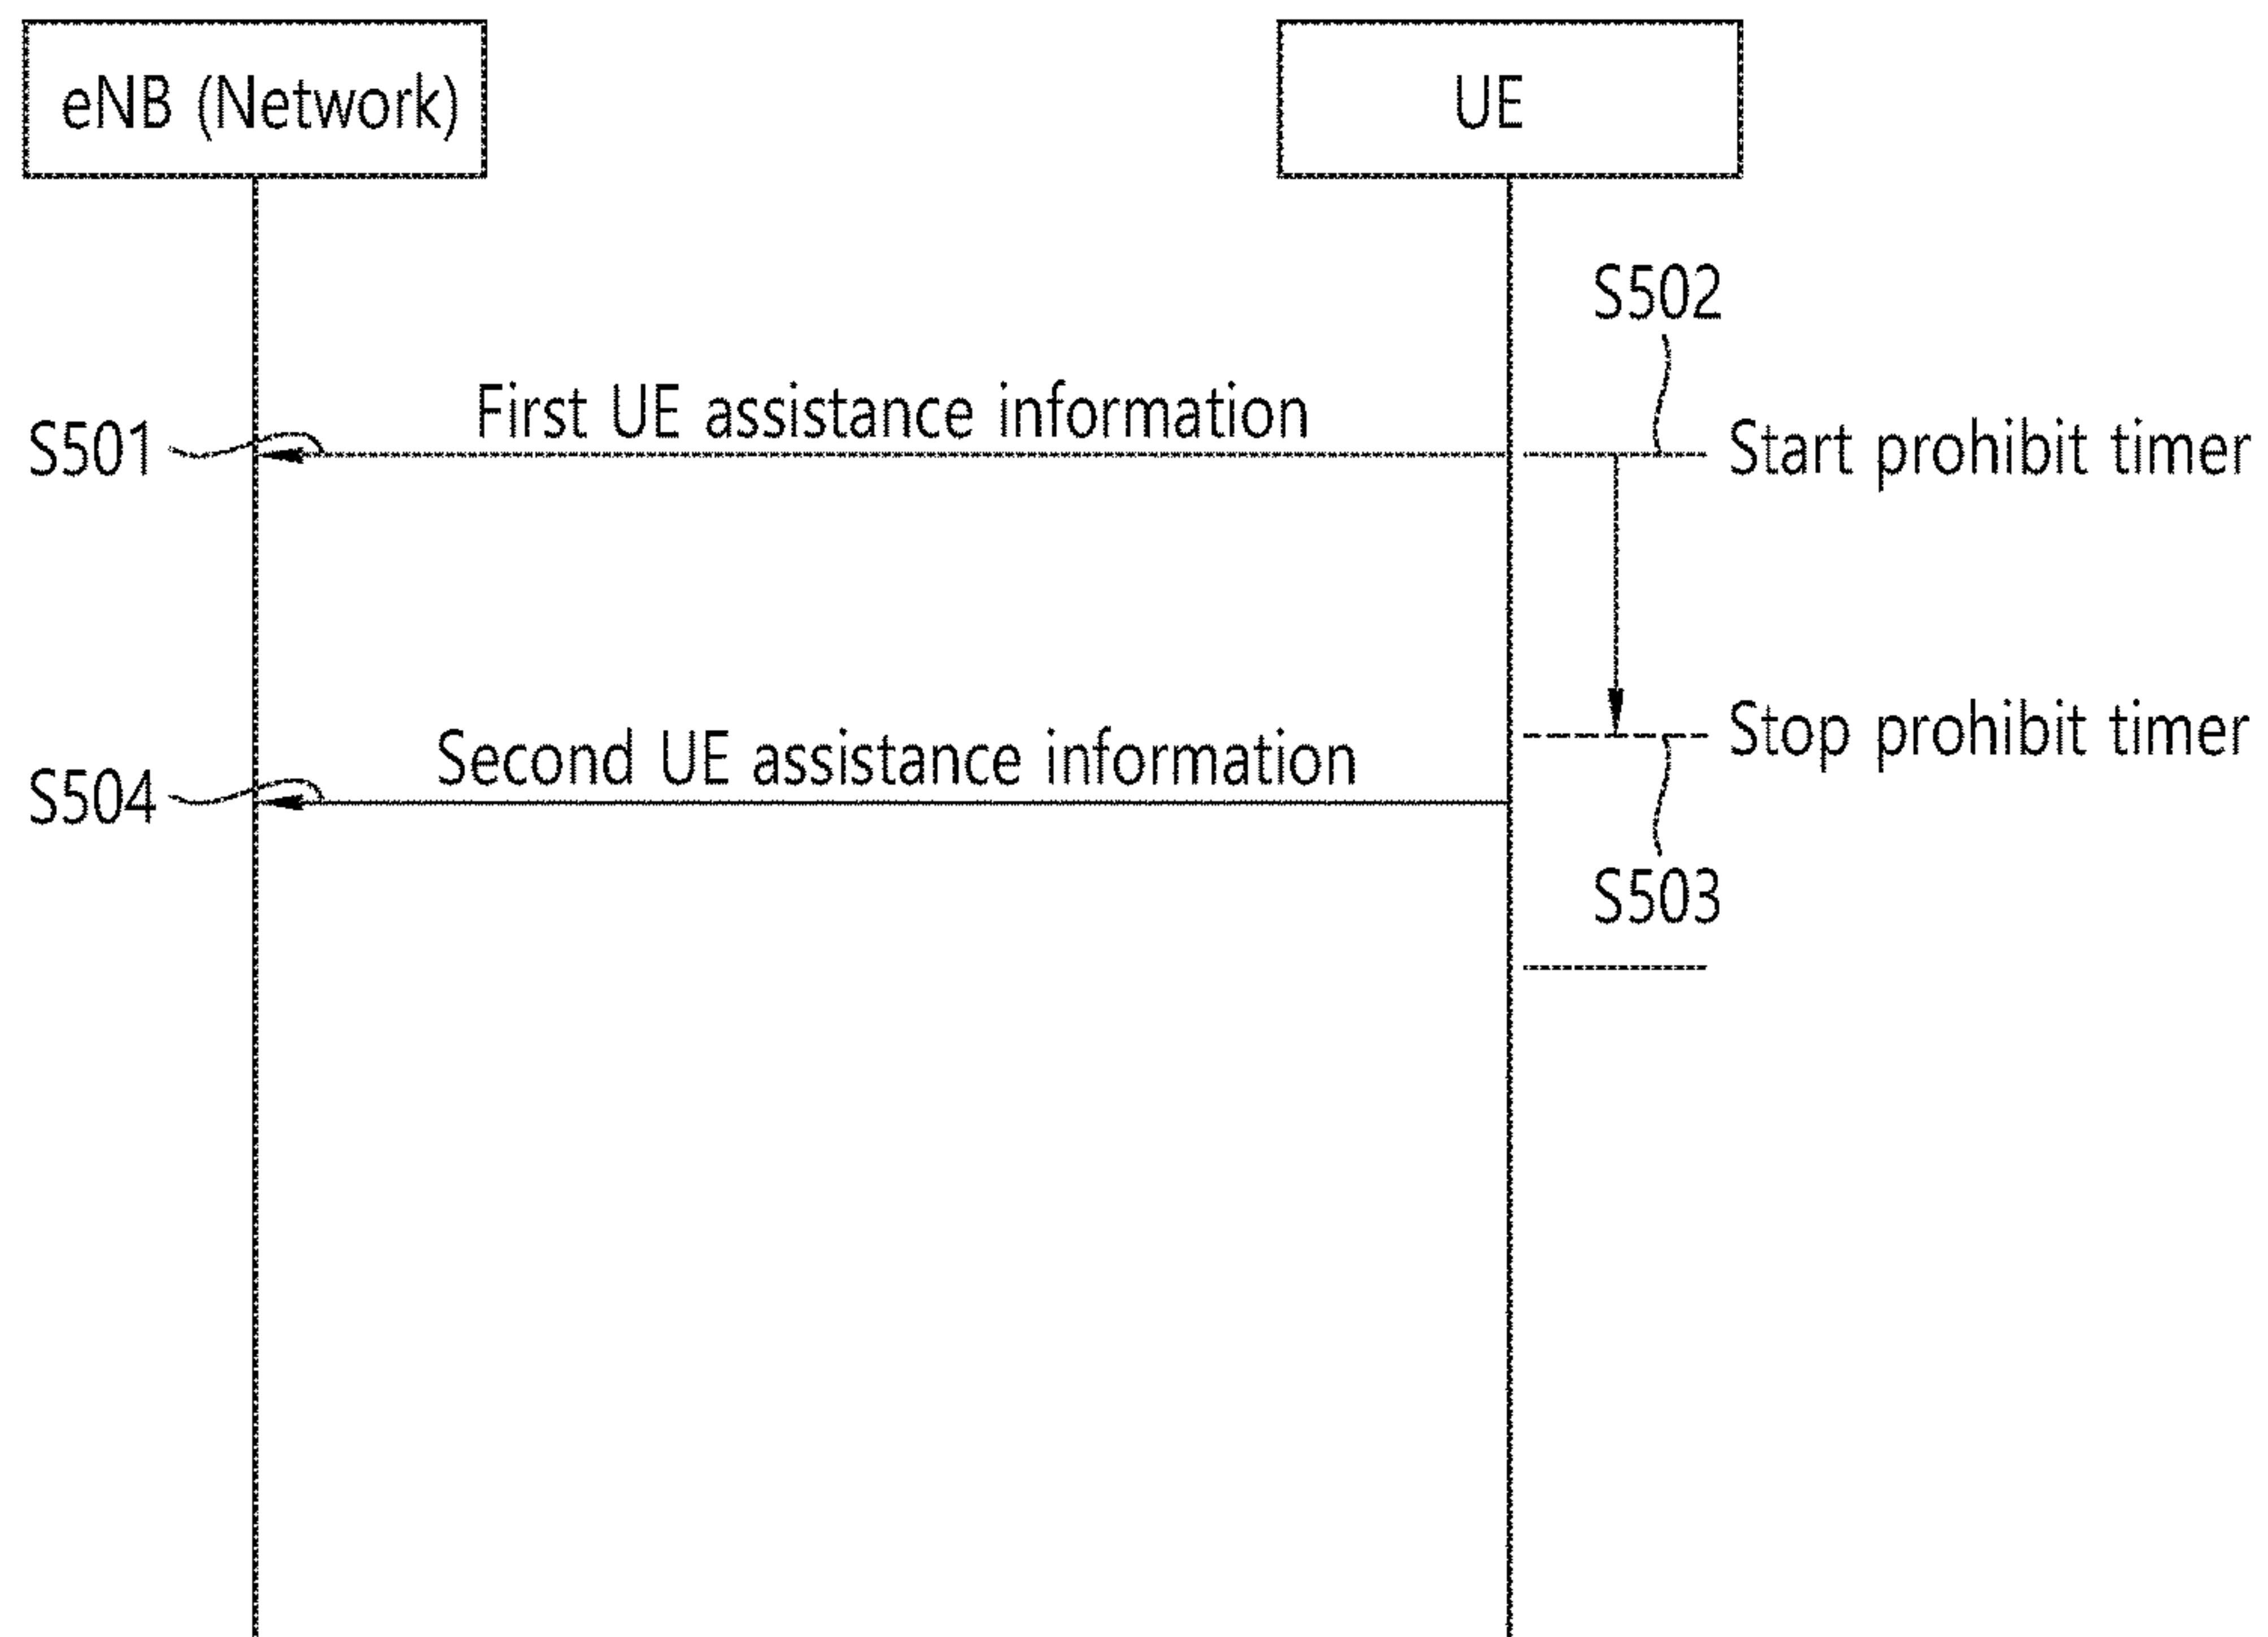 eNB (Network)
UE
S502
First UE assistance information
S501
Start prohibit timer
Stop prohibit timer
Second UE assistance information
S504
S503